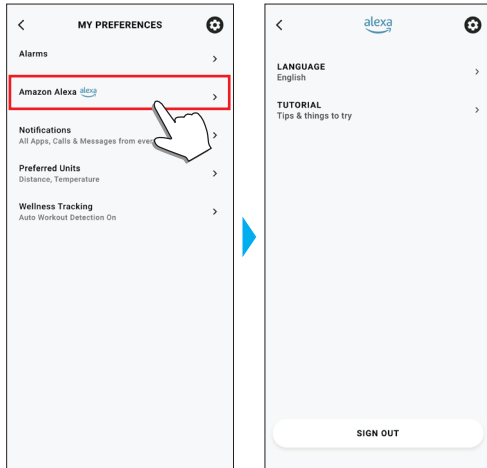 MY PREFERENCES
Alarms
Amazon Alexa alexa
Notifications
All Apps, Calls & Messages from
Preferred Units
Distance, Temperature
Wellness Tracking
Auto Workout Detection On
alexa
LANGUAGE
English
TUTORIAL
Tips & things to try
SIGN OUT